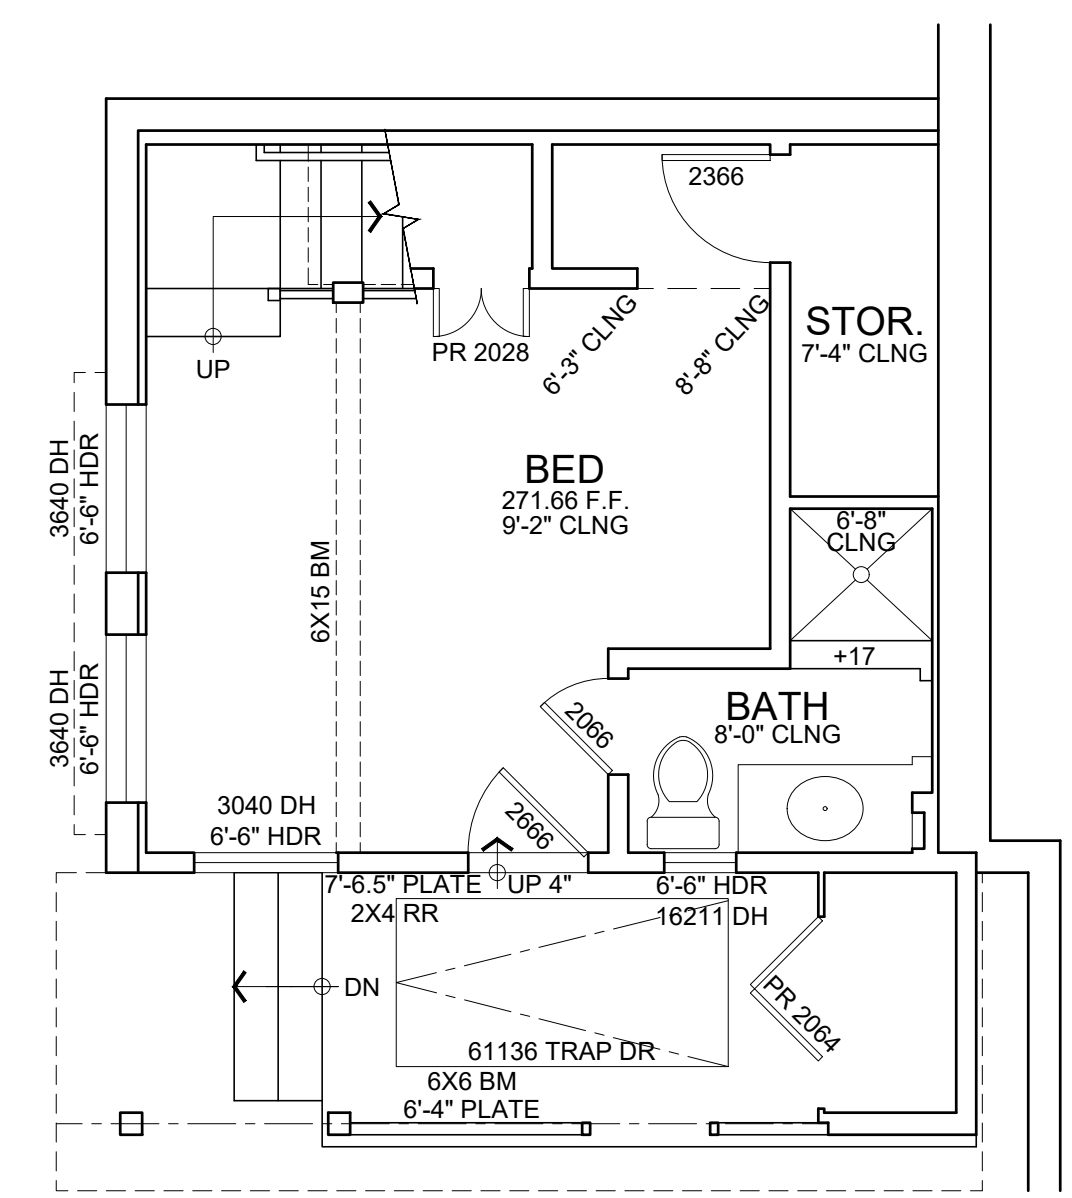 2366
STOR.
7'-4" CLNG
UP
PR 2028
6'-3" CLNG
8'-8" CLNG
3640 DH
6'-6" HDR
BED
271.66 F.F.
9'-2" CLNG
6'-8"
CLNG
6X15 BM
+17
3640 DH
6'-6" HDR
2066
BATH
8'-0" CLNG
3040 DH
6'-6" HDR
2666
7'-6.5" PLATE
2X4 RR
UP 4"
6'-6" HDR
16211 DH
DN
PR 2064
61136 TRAP DR
6X6 BM
6'-4" PLATE